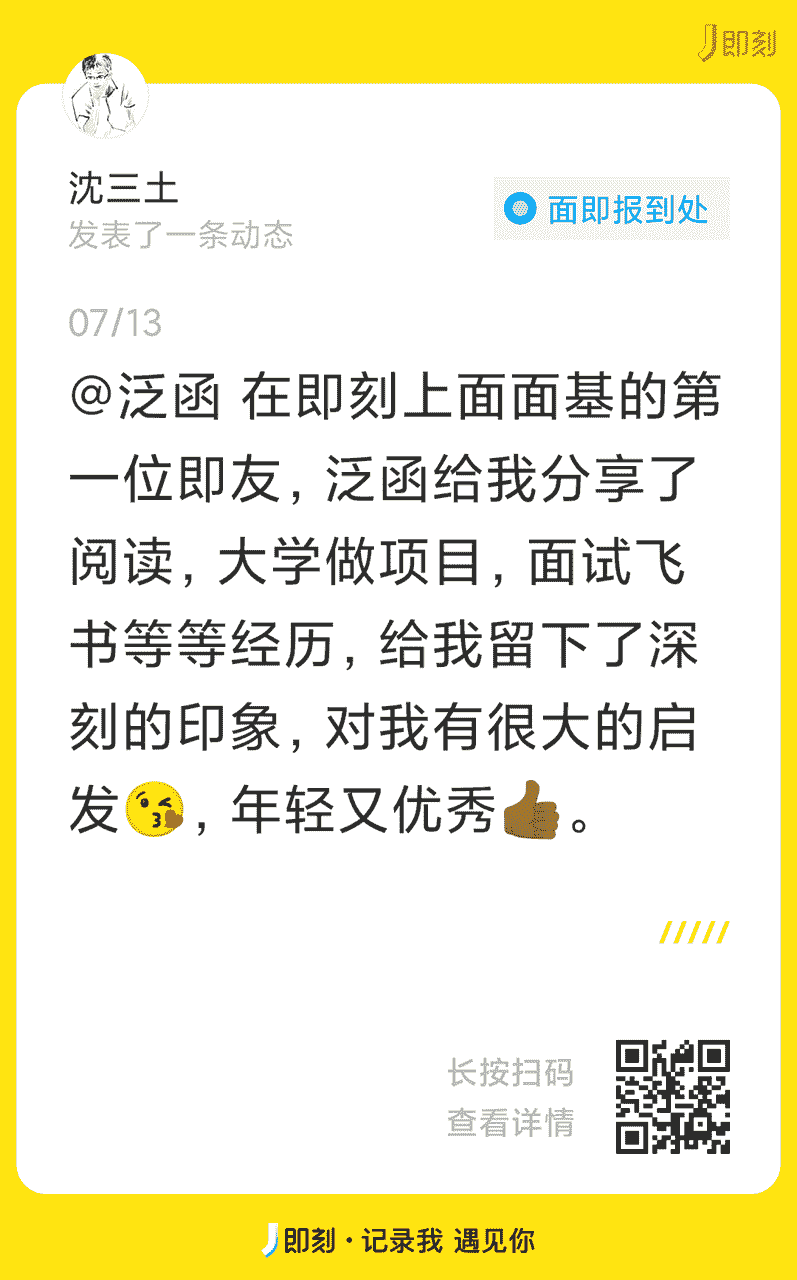 即刻
沈三土
发表了一条动态
面即报到处
07/13
@泛函 在即刻上面面基的第
一位即友，泛函给我分享了
阅读，大学做项目，面试飞
书等等经历，给我留下了深
刻的印象，对我有很大的启
发😘，年轻又优秀👍🏾。
长按扫码
查看详情
即刻·记录我 遇见你